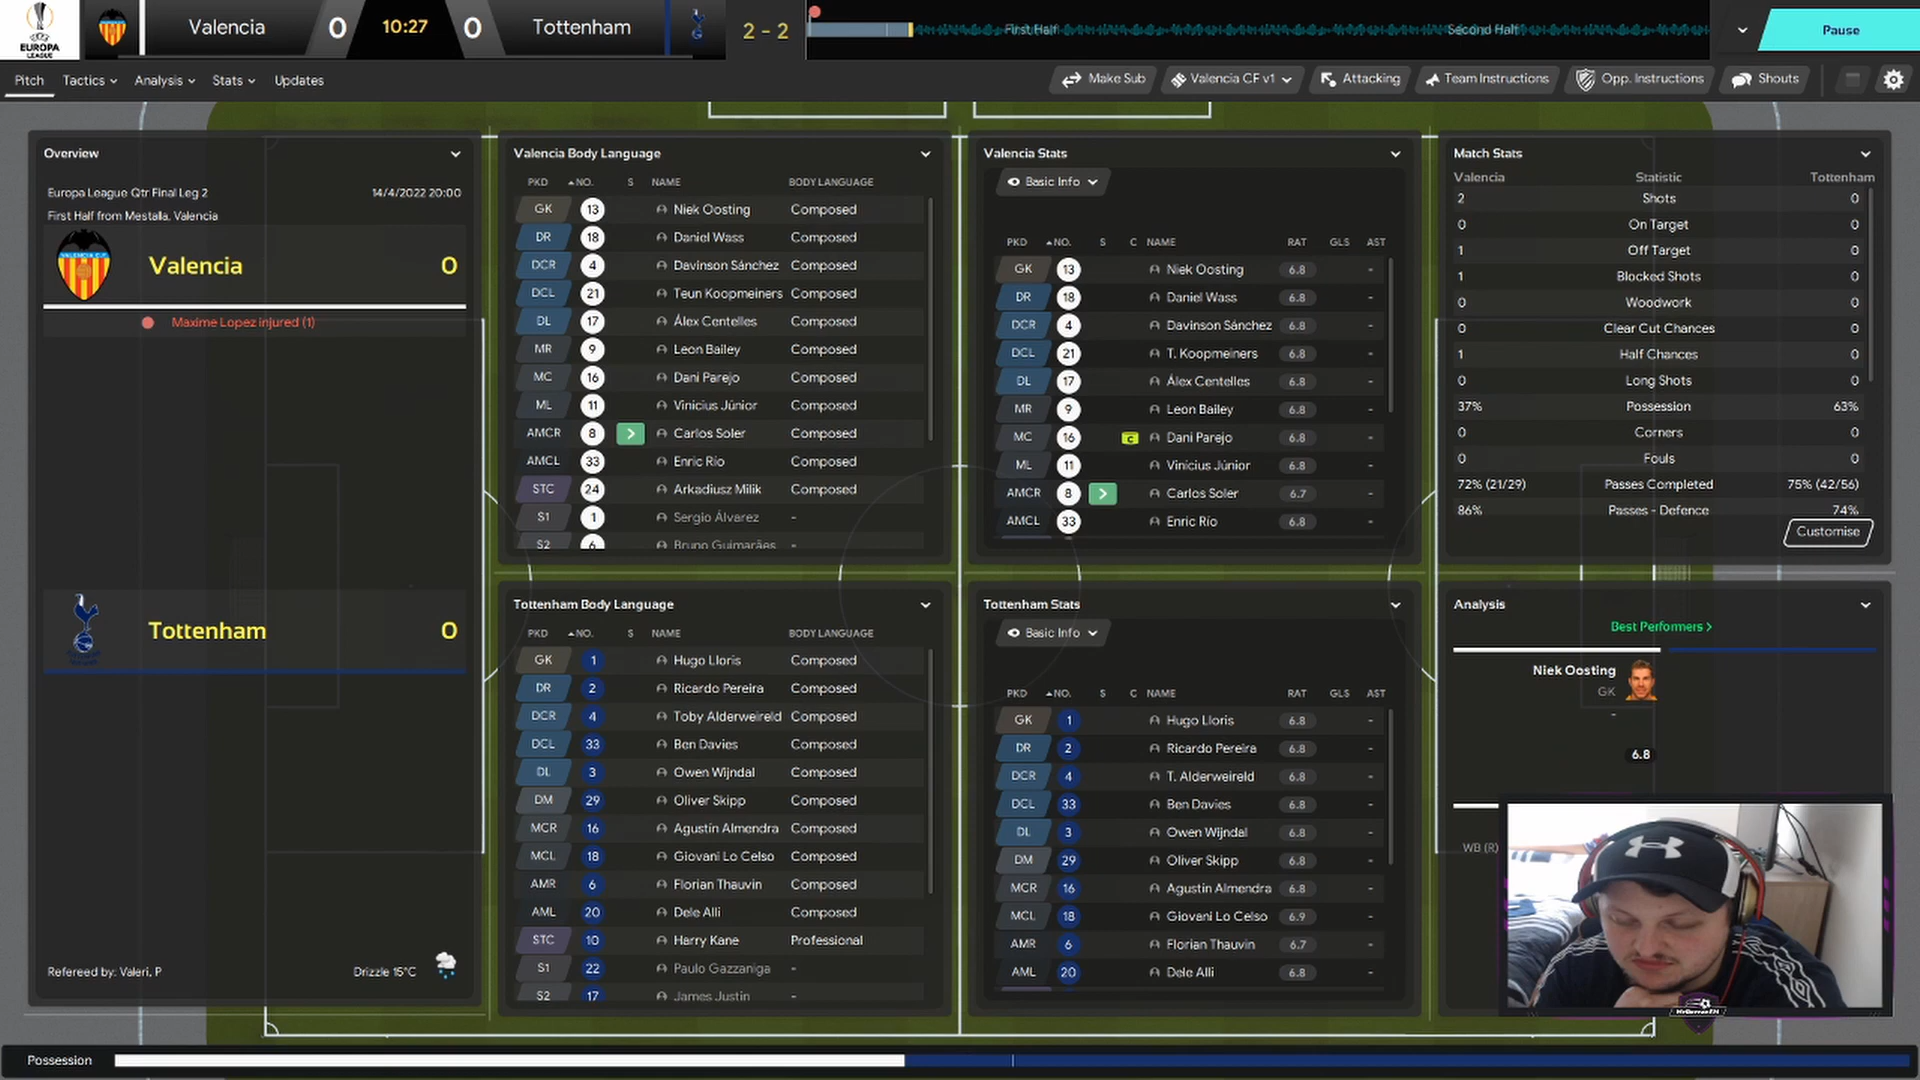 EUROPA
LEAGUE
Valencia 0 10:27 0 Tottenham
2 - 2
First Half
Second Half
Pause
Pitch Tactics Analysis Stats Updates
Make Sub Valencia CF v1 Attacking Team Instructions Opp. Instructions Shouts
Overview
Europa League Qtr Final Leg 2 14/4/2022 20:00
First Half from Mestalla, Valencia
Valencia 0
Maxime Lopez injured (1)
Tottenham 0
Refereed by: Valeri, P Drizzle 15°C
Valencia Body Language
PKD NO. S NAME BODY LANGUAGE
GK 13 Niek Oosting Composed
DR 18 Daniel Wass Composed
DCR 4 Davinson Sánchez Composed
DCL 21 Teun Koopmeiners Composed
DL 17 Álex Centelles Composed
MR 9 Leon Bailey Composed
MC 16 Dani Parejo Composed
ML 11 Vinícius Júnior Composed
AMCR 8 Carlos Soler Composed
AMCL 33 Enric Río Composed
STC 24 Arkadiusz Milik Composed
S1 1 Sergio Álvarez -
S2 6 Bruno Guimarães -
Valencia Stats
Basic Info
PKD NO. S C NAME RAT GLS AST
GK 13 Niek Oosting 6.8 -
DR 18 Daniel Wass 6.8 -
DCR 4 Davinson Sánchez 6.8 -
DCL 21 T. Koopmeiners 6.8 -
DL 17 Álex Centelles 6.8 -
MR 9 Leon Bailey 6.8 -
MC 16 C Dani Parejo 6.8 -
ML 11 Vinícius Júnior 6.8 -
AMCR 8 Carlos Soler 6.7 -
AMCL 33 Enric Río 6.8 -
Match Stats
Valencia Statistic Tottenham
2 Shots 0
0 On Target 0
1 Off Target 0
1 Blocked Shots 0
0 Woodwork 0
0 Clear Cut Chances 0
1 Half Chances 0
0 Long Shots 0
37% Possession 63%
0 Corners 0
0 Fouls 0
72% (21/29) Passes Completed 75% (42/56)
86% Passes - Defence 74%
Customise
Tottenham Body Language
PKD NO. S NAME BODY LANGUAGE
GK 1 Hugo Lloris Composed
DR 2 Ricardo Pereira Composed
DCR 4 Toby Alderweireld Composed
DCL 33 Ben Davies Composed
DL 3 Owen Wijndal Composed
DM 29 Oliver Skipp Composed
MCR 16 Agustín Almendra Composed
MCL 18 Giovani Lo Celso Composed
AMR 6 Florian Thauvin Composed
AML 20 Dele Alli Composed
STC 10 Harry Kane Professional
S1 22 Paulo Gazzaniga -
S2 17 James Justin -
Tottenham Stats
Basic Info
PKD NO. S C NAME RAT GLS AST
GK 1 Hugo Lloris 6.8 -
DR 2 Ricardo Pereira 6.8 -
DCR 4 T. Alderweireld 6.8 -
DCL 33 Ben Davies 6.8 -
DL 3 Owen Wijndal 6.8 -
DM 29 Oliver Skipp 6.8 -
MCR 16 Agustín Almendra 6.8 -
MCL 18 Giovani Lo Celso 6.9 -
AMR 6 Florian Thauvin 6.7 -
AML 20 Dele Alli 6.8 -
Analysis
Best Performers >
Niek Oosting
GK
-
6.8
WB (R)
Possession